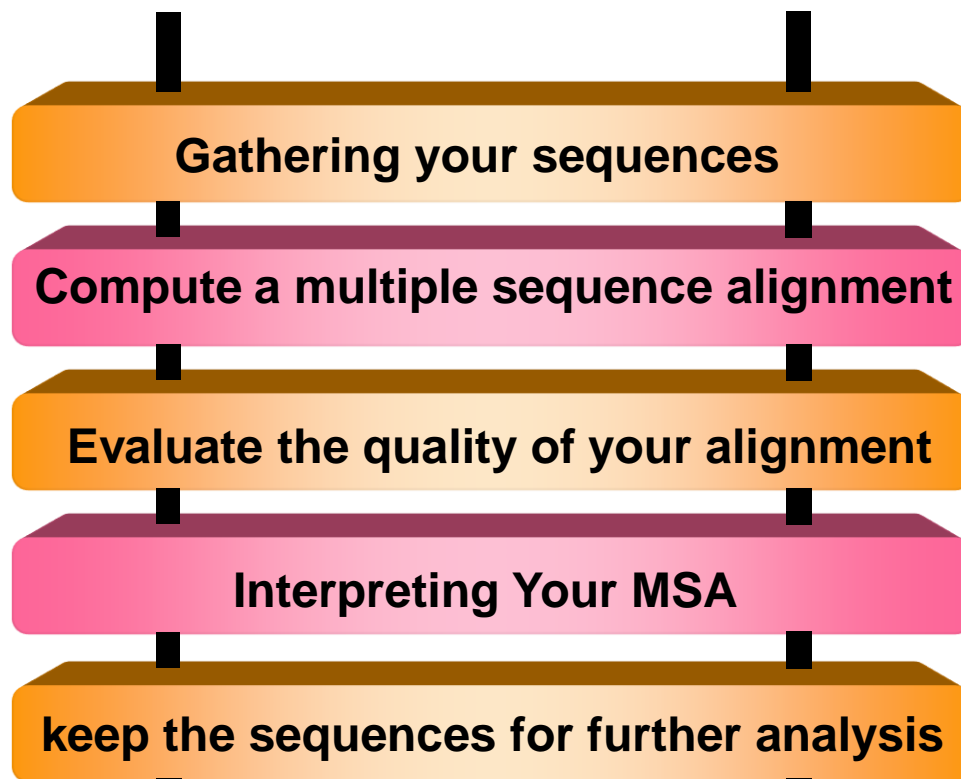 Gathering your sequences
Compute a multiple sequence alignment
Evaluate the quality of your alignment
Interpreting Your MSA
keep the sequences for further analysis